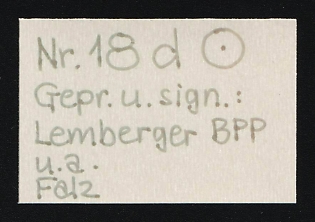 Nr. 18 d ⊙
Gepr. u. sign.:
Lemberger BPP
u.a.
Falz